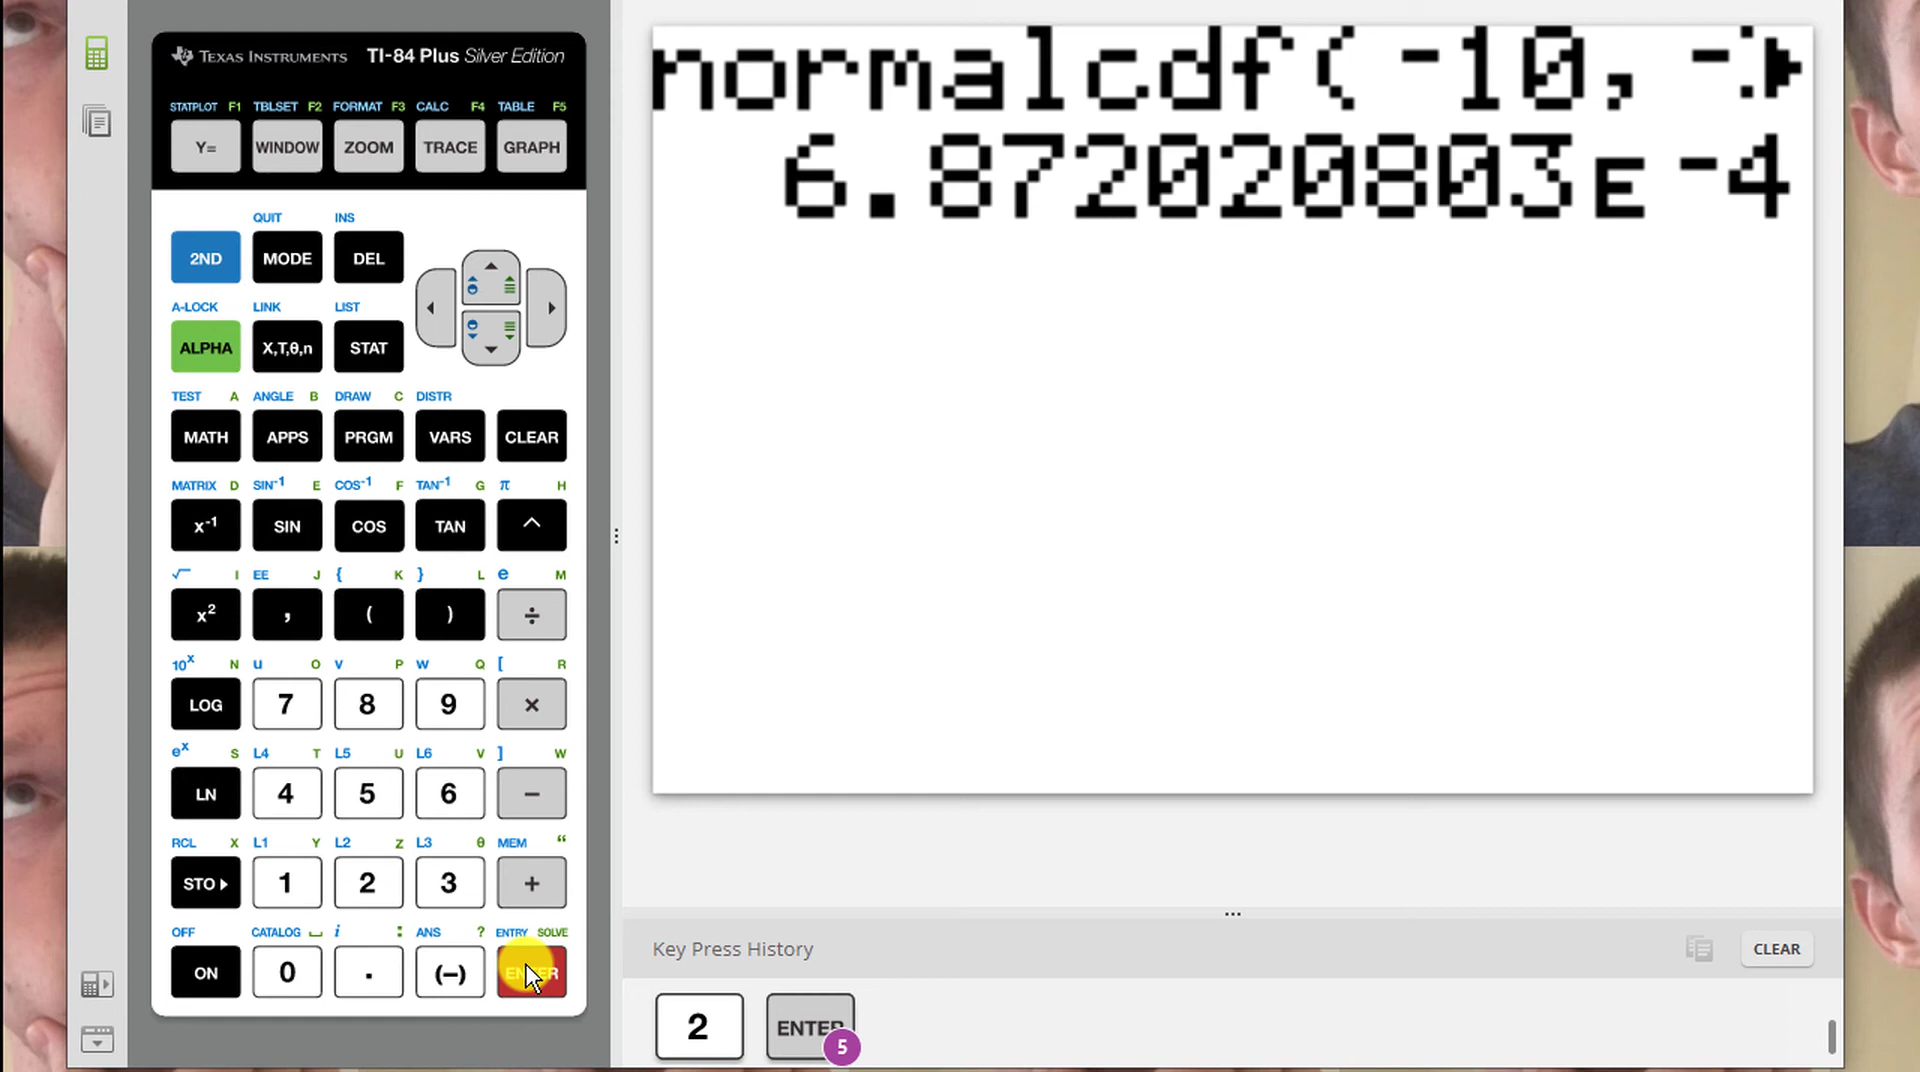 TEXAS INSTRUMENTS TI-84 Plus Silver Edition
STATPLOT F1 TBLSET F2 FORMAT F3 CALC F4 TABLE F5
Y= WINDOW ZOOM TRACE GRAPH
QUIT INS
2ND MODE DEL
A-LOCK LINK LIST
ALPHA X,T,θ,n STAT
TEST A ANGLE B DRAW C DISTR
MATH APPS PRGM VARS CLEAR
MATRIX D SIN⁻¹ E COS⁻¹ F TAN⁻¹ G π H
x⁻¹ SIN COS TAN ^
√ I EE J { K } L e M
x² , ( ) ÷
10ˣ N u O v P w Q [ R
LOG 7 8 9 ×
eˣ S L4 T L5 U L6 V ] W
LN 4 5 6 −
RCL X L1 Y L2 Z L3 θ MEM “
STO▸ 1 2 3 +
OFF CATALOG ⎵ i : ANS ? ENTRY SOLVE
ON 0 . (−) ENTER
normalcdf(-10, -
6.872020803ᴇ-4
Key Press History
CLEAR
2 ENTER
5